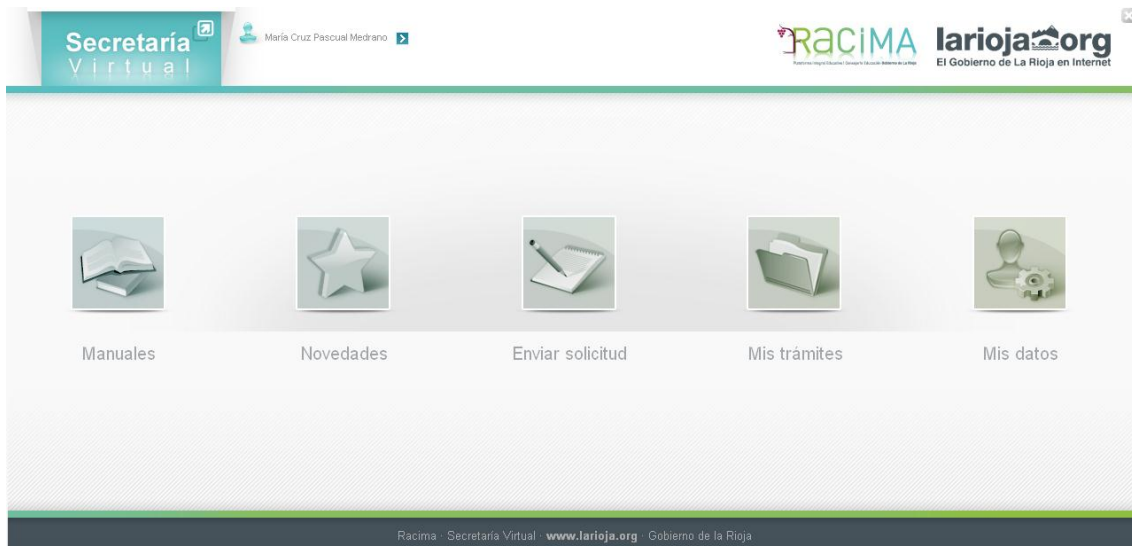 Secretaría
Virtual
María Cruz Pascual Medrano
RACIMA
larioja org
El Gobierno de La Rioja en Internet
Manuales
Novedades
Enviar solicitud
Mis trámites
Mis datos
Racima · Secretaría Virtual · www.larioja.org · Gobierno de la Rioja